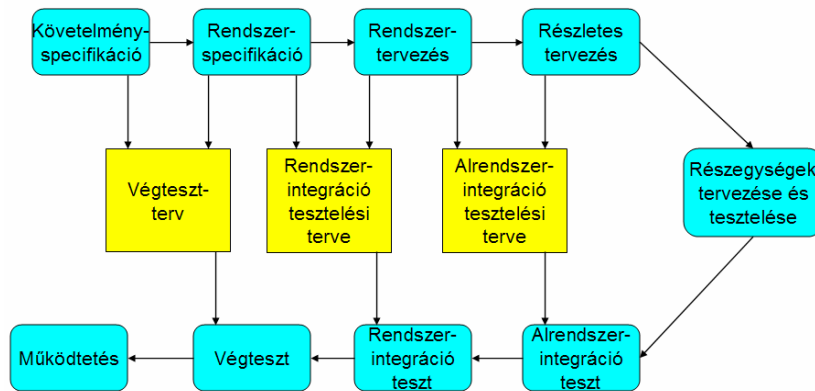 Követelmény-
specifikáció
Rendszer-
specifikáció
Rendszer-
tervezés
Részletes
tervezés
Végteszt-
terv
Rendszer-
integráció
tesztelési
terve
Alrendszer-
integráció
tesztelési
terve
Részegységek
tervezése és
tesztelése
Működtetés
Végteszt
Rendszer-
integráció
teszt
Alrendszer-
integráció
teszt